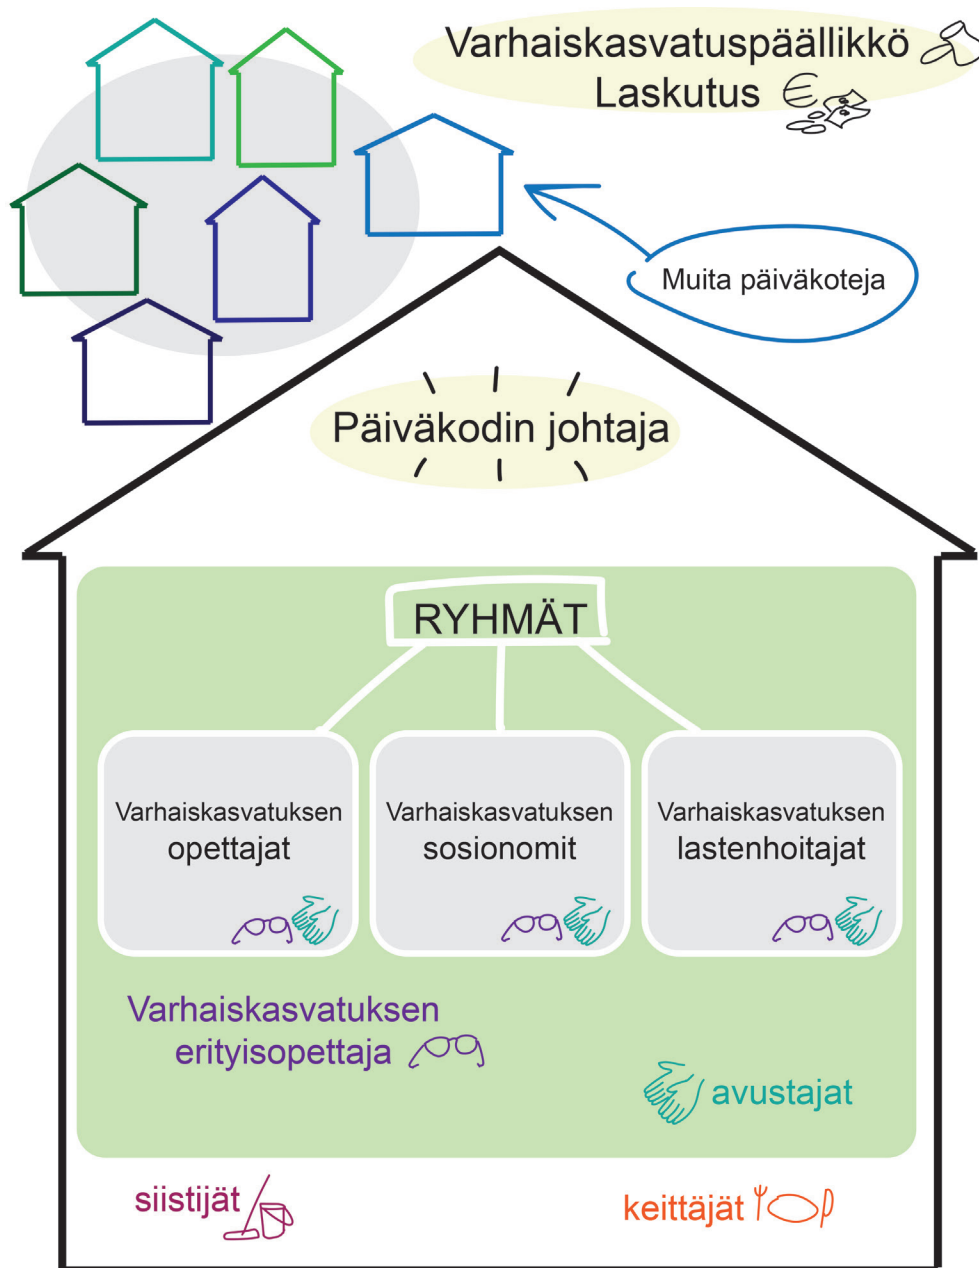 Varhaiskasvatuspäällikkö
Laskutus €
Muita päiväkoteja
Päiväkodin johtaja
RYHMÄT
Varhaiskasvatuksen
opettajat
Varhaiskasvatuksen
sosionomit
Varhaiskasvatuksen
lastenhoitajat
Varhaiskasvatuksen
erityisopettaja
avustajat
siistijät
keittäjät